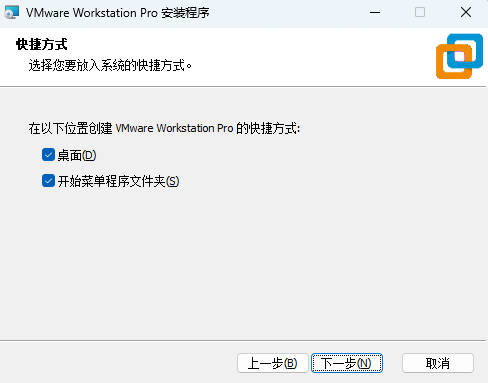 VMware Workstation Pro 安装程序
快捷方式
选择您要放入系统的快捷方式。
在以下位置创建 VMware Workstation Pro 的快捷方式:
桌面(D)
开始菜单程序文件夹(S)
上一步(B) 下一步(N) 取消